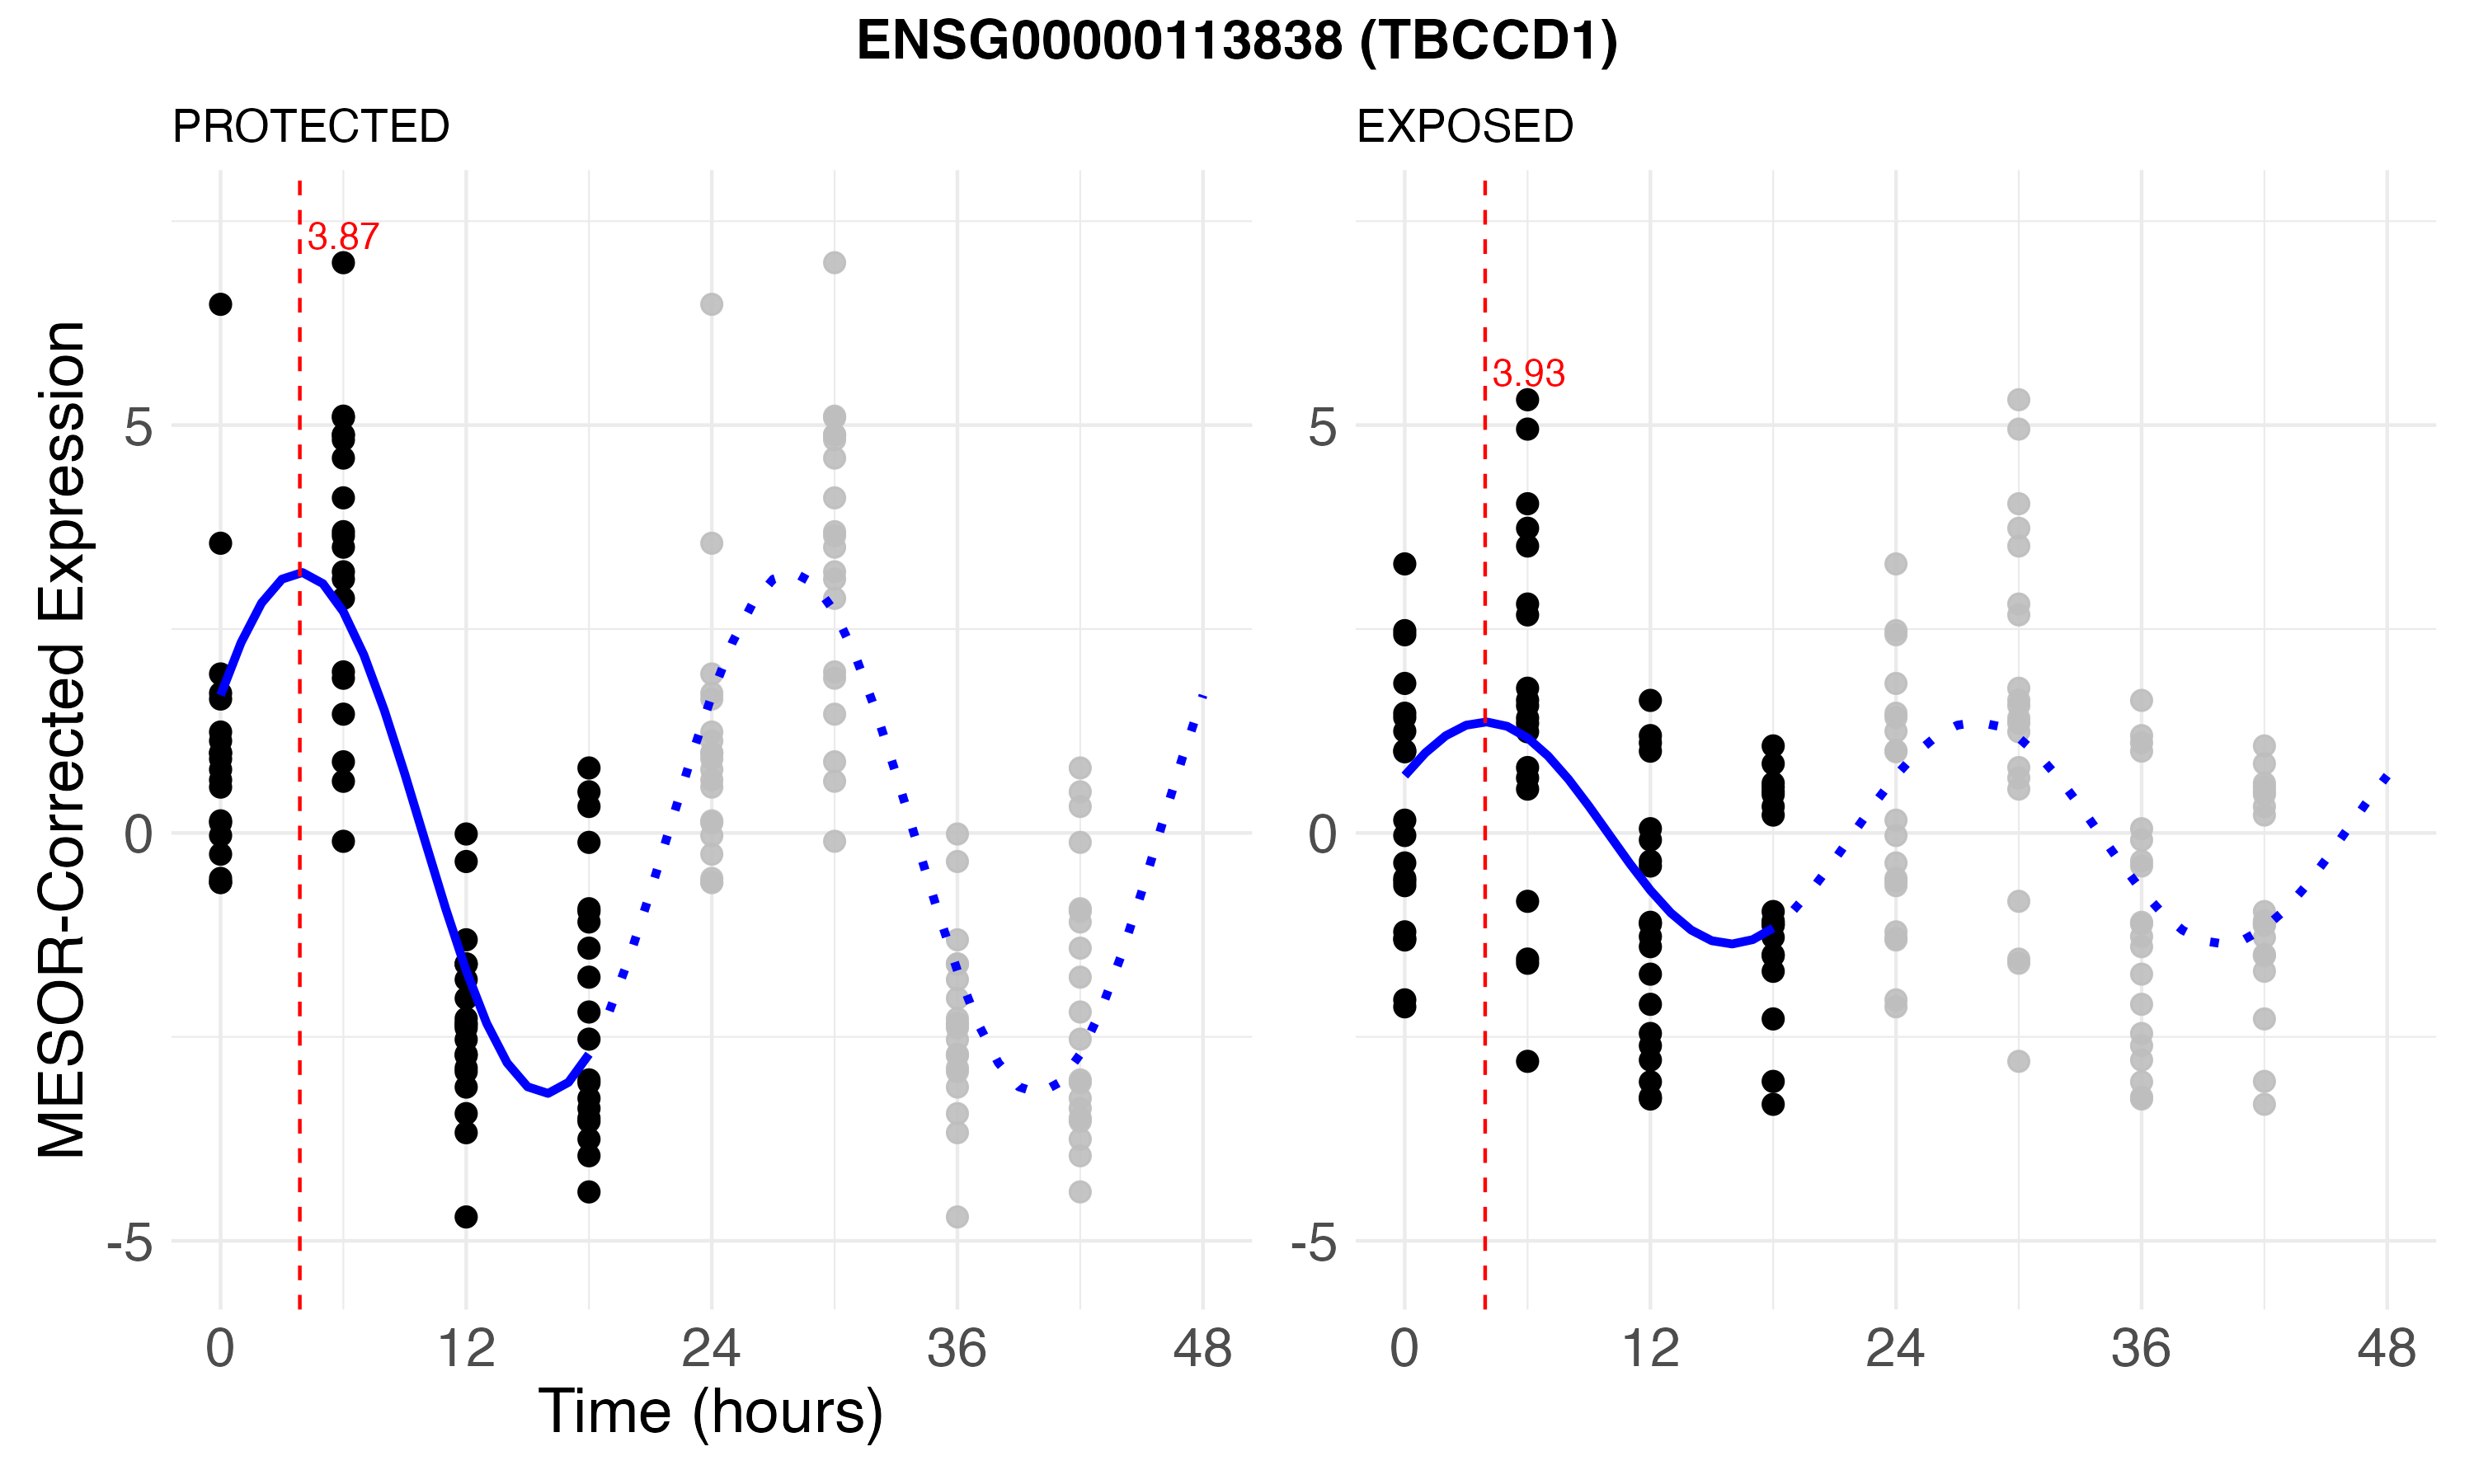 ENSG00000113838 (TBCCD1)
PROTECTED
EXPOSED
MESOR-Corrected Expression
3.87
3.93
5
0
-5
5
0
-5
0 12 24 36 48
0 12 24 36 48
Time (hours)